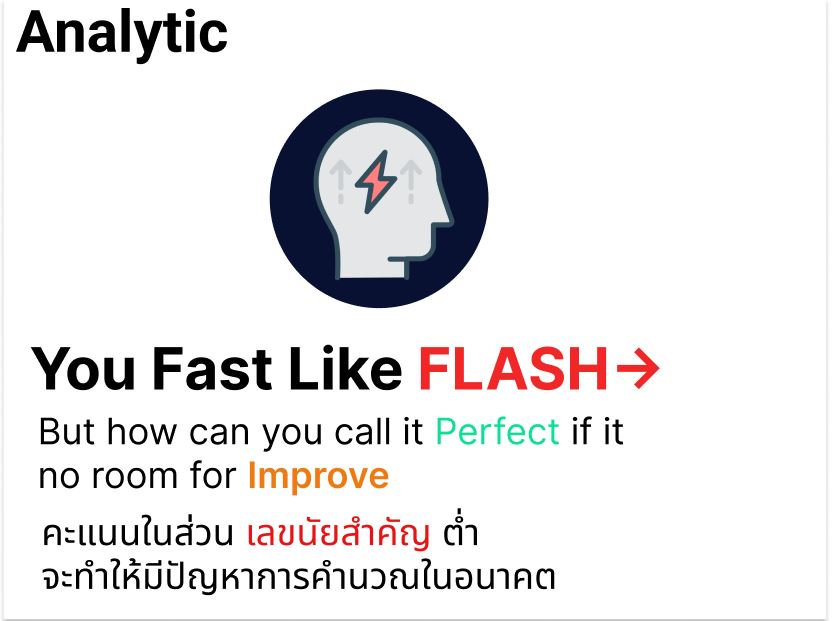 Analytic
You Fast Like FLASH→
But how can you call it Perfect if it
no room for Improve
คะแนนในส่วน เลขนัยสำคัญ ต่ำ
จะทำให้มีปัญหาการคำนวณในอนาคต